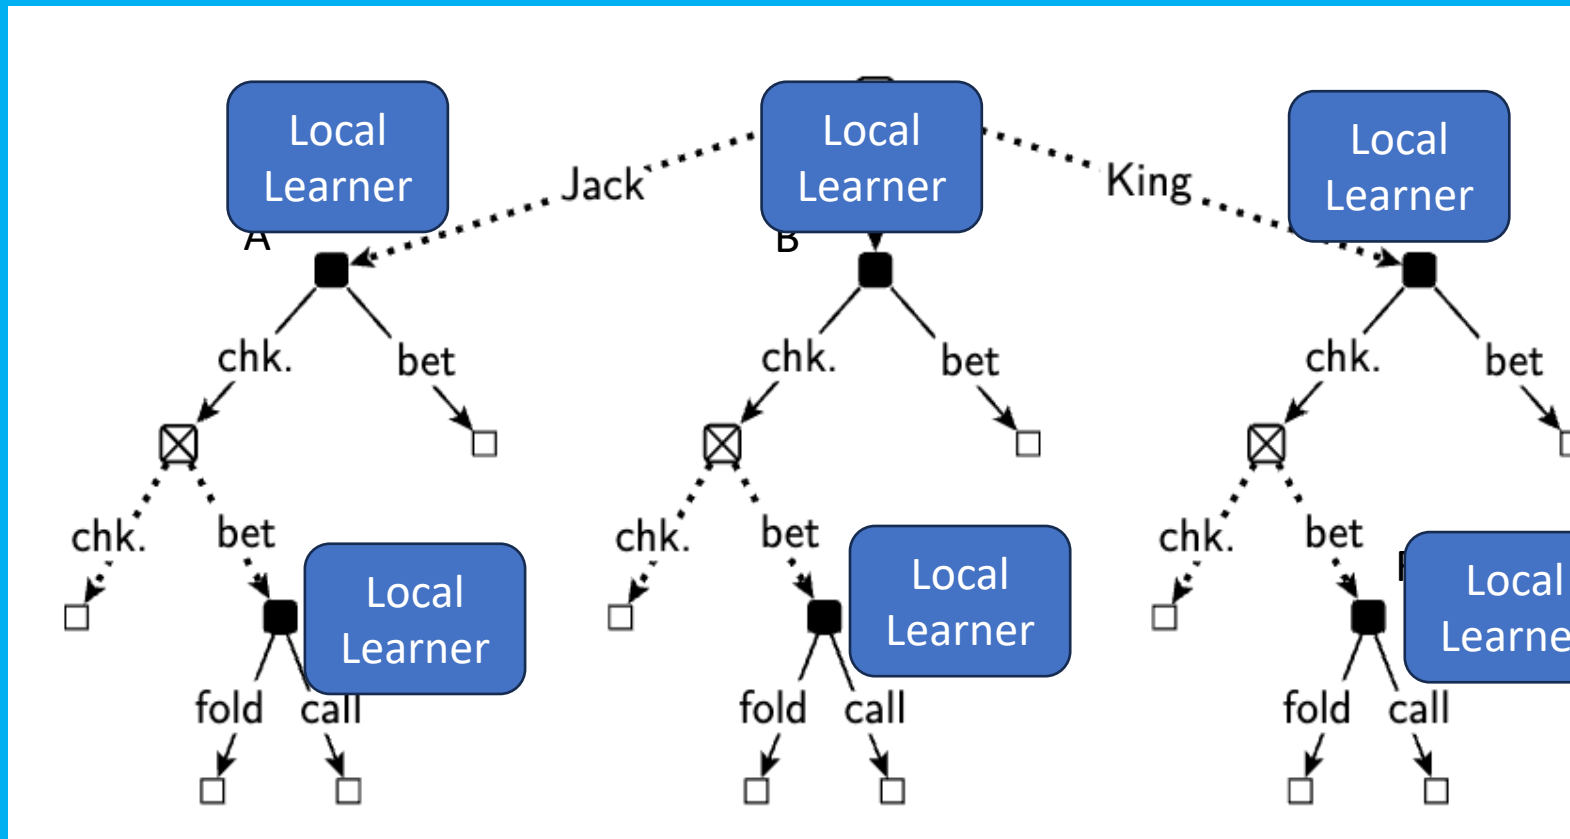 Local
Learner
Local
Learner
Local
Learner
Jack
King
A
B
chk.
bet
chk.
bet
chk.
bet
chk.
bet
chk.
bet
chk.
bet
Local
Learner
Local
Learner
Local
fold
call
fold
call
fold
call